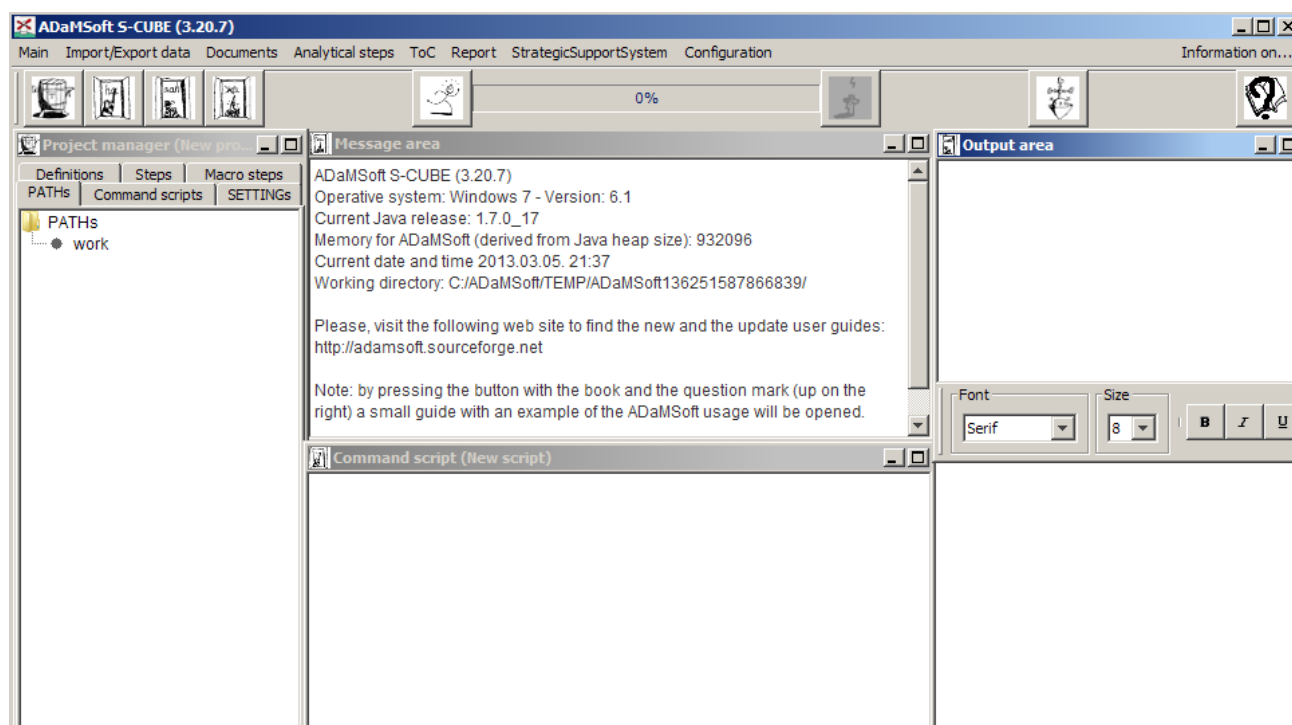 ADaMSoft S-CUBE (3.20.7)
Main Import/Export data Documents Analytical steps ToC Report StrategicSupportSystem Configuration Information on...
0%
Project manager (New pro...
Definitions Steps Macro steps
PATHs Command scripts SETTINGs
PATHs
work
Message area
ADaMSoft S-CUBE (3.20.7)
Operative system: Windows 7 - Version: 6.1
Current Java release: 1.7.0_17
Memory for ADaMSoft (derived from Java heap size): 932096
Current date and time 2013.03.05. 21:37
Working directory: C:/ADaMSoft/TEMP/ADaMSoft136251587866839/
Please, visit the following web site to find the new and the update user guides:
http://adamsoft.sourceforge.net
Note: by pressing the button with the book and the question mark (up on the
right) a small guide with an example of the ADaMSoft usage will be opened.
Command script (New script)
Output area
Font Size
Serif 8 B I U